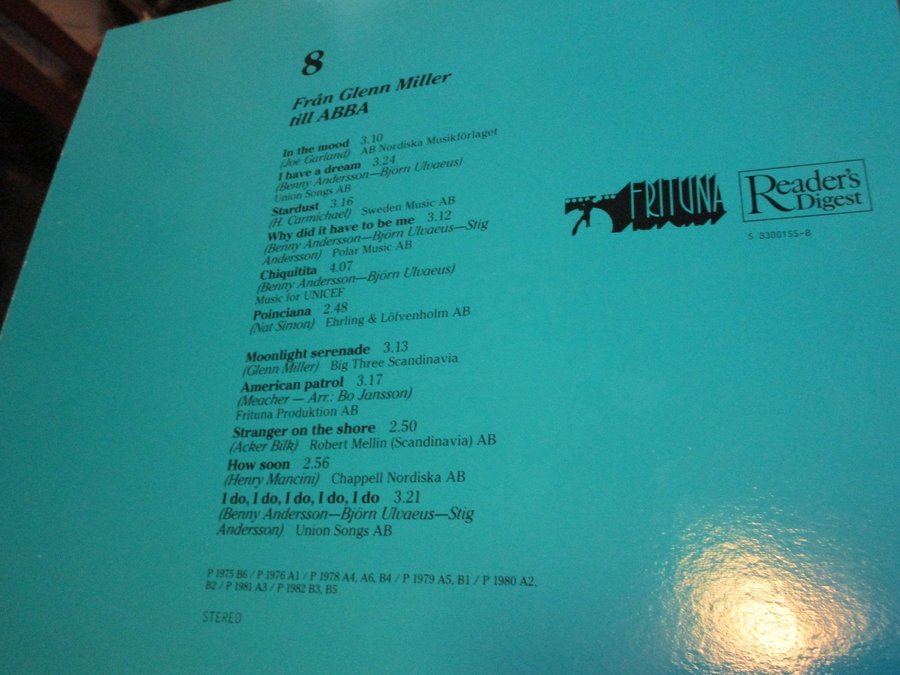 8
Från Glenn Miller
till ABBA
In the mood 3.10
(Joe Garland) AB Nordiska Musikförlaget
I have a dream 3.24
(Benny Andersson—Björn Ulvaeus)
Union Songs AB
Stardust 3.16
(H. Carmichael) Sweden Music AB
Why did it have to be me 3.12
(Benny Andersson—Björn Ulvaeus—Stig
Andersson) Polar Music AB
Chiquitita 4.07
(Benny Andersson—Björn Ulvaeus)
Music for UNICEF
Poinciana 2.48
(Nat Simon) Ehrling & Löfvenholm AB
Moonlight serenade 3.13
(Glenn Miller) Big Three Scandinavia
American patrol 3.17
(Meacher — Arr.: Bo Jansson)
Frituna Produktion AB
Stranger on the shore 2.50
(Acker Bilk) Robert Mellin (Scandinavia) AB
How soon 2.56
(Henry Mancini) Chappell Nordiska AB
I do, I do, I do, I do, I do 3.21
(Benny Andersson—Björn Ulvaeus—Stig
Andersson) Union Songs AB
P 1975 B6 / P 1976 A1 / P 1978 A4, A6, B4 / P 1979 A5, B1 / P 1980 A2,
B2 / P 1981 A3 / P 1982 B3, B5
STEREO
FRITUNA
Reader's
Digest
S 8300155-8